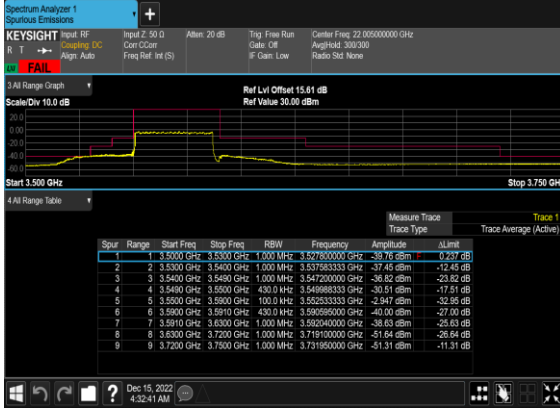 Spectrum Analyzer 1
Spurious Emissions
KEYSIGHT Input: RF Input Z: 50 Ω Atten: 20 dB Trig: Free Run Center Freq: 22.005000000 GHz
R T Coupling: DC Corr CCorr Gate: Off Avg|Hold: 300/300
Align: Auto Freq Ref: Int (S) IF Gain: Low Radio Std: None
FAIL
3 All Range Graph
Ref Lvl Offset 15.61 dB
Scale/Div 10.0 dB Ref Value 30.00 dBm
20.0
0.00
-20.0
-40.0
Start 3.500 GHz Stop 3.750 GH
4 All Range Table
Measure Trace Trace 1
Trace Type Trace Average (Active)
Spur Range Start Freq Stop Freq RBW Frequency Amplitude ΔLimit
1 1 3.5000 GHz 3.5300 GHz 1.000 MHz 3.527800000 GHz -39.76 dBm F 0.237 dB
2 2 3.5300 GHz 3.5400 GHz 1.000 MHz 3.537583333 GHz -37.45 dBm -12.45 dB
3 3 3.5400 GHz 3.5490 GHz 1.000 MHz 3.547200000 GHz -36.82 dBm -23.82 dB
4 4 3.5490 GHz 3.5500 GHz 430.0 kHz 3.549988333 GHz -30.51 dBm -17.51 dB
5 5 3.5500 GHz 3.5900 GHz 100.0 kHz 3.552533333 GHz -2.947 dBm -32.95 dB
6 6 3.5900 GHz 3.5910 GHz 430.0 kHz 3.590595000 GHz -40.00 dBm -27.00 dB
7 7 3.5910 GHz 3.6300 GHz 1.000 MHz 3.592040000 GHz -38.63 dBm -25.63 dB
8 8 3.6300 GHz 3.7200 GHz 1.000 MHz 3.719100000 GHz -51.64 dBm -26.64 dB
9 9 3.7200 GHz 3.7500 GHz 1.000 MHz 3.731950000 GHz -51.31 dBm -11.31 dB
Dec 15, 2022
4:32:41 AM